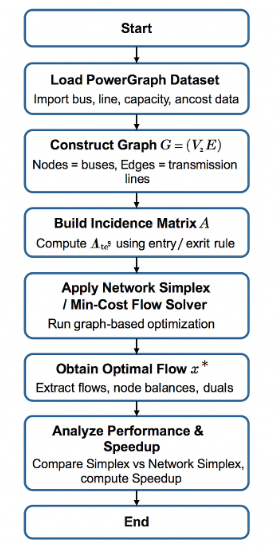 Start
Load PowerGraph Dataset
Import bus, line, capacity, ancost data
Construct Graph G = (V, E)
Nodes = buses, Edges = transmission
lines
Build Incidence Matrix A
Compute using entry/exrit rule
Apply Network Simplex
/ Min-Cost Flow Solver
Run graph-based optimization
Obtain Optimal Flow x*
Extract flows, node balances, duals
Analyze Performance &
Speedup
Compare Simplex vs Network Simplex,
compute Speedup
End